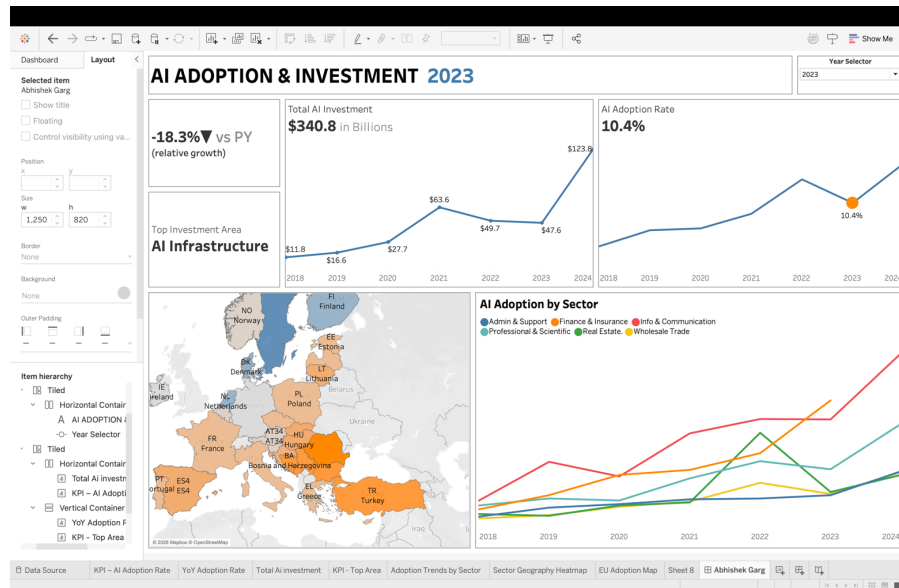 Show Me
Dashboard
Layout
Selected item
Abhishek Garg
Show title
Floating
Control visibility using va...
Position
x
y
Size
w
h
1,250
820
Border
None
Background
None
Outer Padding
Item hierarchy
Tiled
Horizontal Contain
A AI ADOPTION &
Year Selector
Tiled
Horizontal Contain
Total Ai investm
KPI – AI Adopti
Vertical Container
YoY Adoption R
KPI - Top Area
AI ADOPTION & INVESTMENT 2023
Year Selector
2023
-18.3%▼ vs PY
(relative growth)
Top Investment Area
AI Infrastructure
Total AI Investment
$340.8 in Billions
$11.8
$16.6
$27.7
$63.6
$49.7
$47.6
$123.8
2018 2019 2020 2021 2022 2023 2024
AI Adoption Rate
10.4%
10.4%
2018 2019 2020 2021 2022 2023 2024
NO
Norway
FI
Finland
EE
Estonia
DK
Denmark
LT
Lithuania
Belarus
IE
Ireland
NL
Netherlands
PL
Poland
Ukraine
AT34
AT34
HU
Hungary
FR
France
BA
Bosnia and Herzegovina
PT
Portugal
ES4
ES4
EL
Greece
TR
Turkey
Iraq
© 2026 Mapbox © OpenStreetMap
AI Adoption by Sector
Admin & Support Finance & Insurance Info & Communication
Professional & Scientific Real Estate. Wholesale Trade
2018 2019 2020 2021 2022 2023 2024
Data Source KPI – AI Adoption Rate YoY Adoption Rate Total Ai investment KPI - Top Area Adoption Trends by Sector Sector Geography Heatmap EU Adoption Map Sheet 8 Abhishek Garg